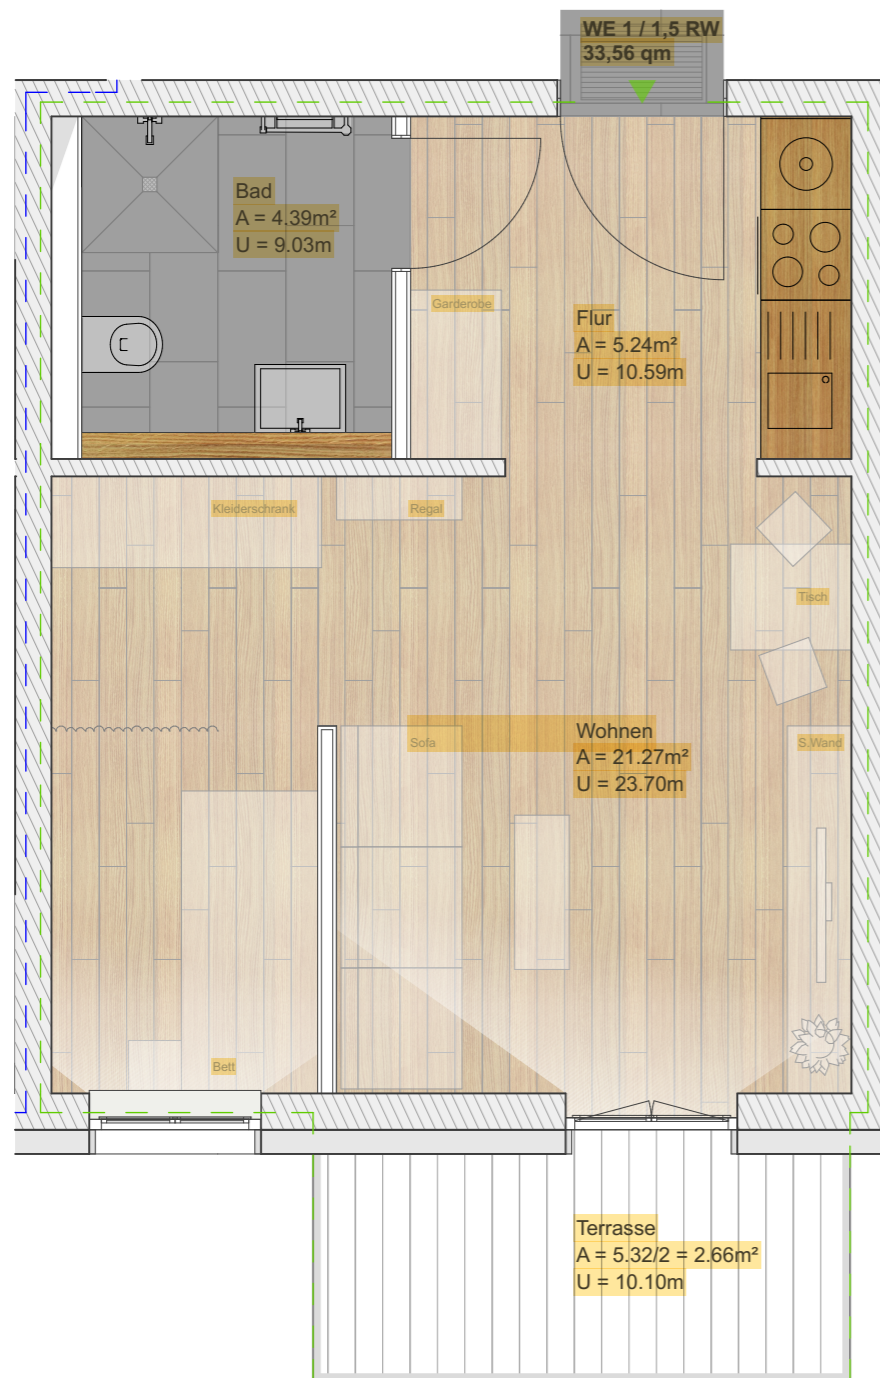 WE 1 / 1,5 RW
33,56 qm
Bad
A = 4.39m²
U = 9.03m
Garderobe
Flur
A = 5.24m²
U = 10.59m
Kleiderschrank
Regal
Tisch
Sofa
Wohnen
A = 21.27m²
U = 23.70m
S.Wand
Bett
Terrasse
A = 5.32/2 = 2.66m²
U = 10.10m